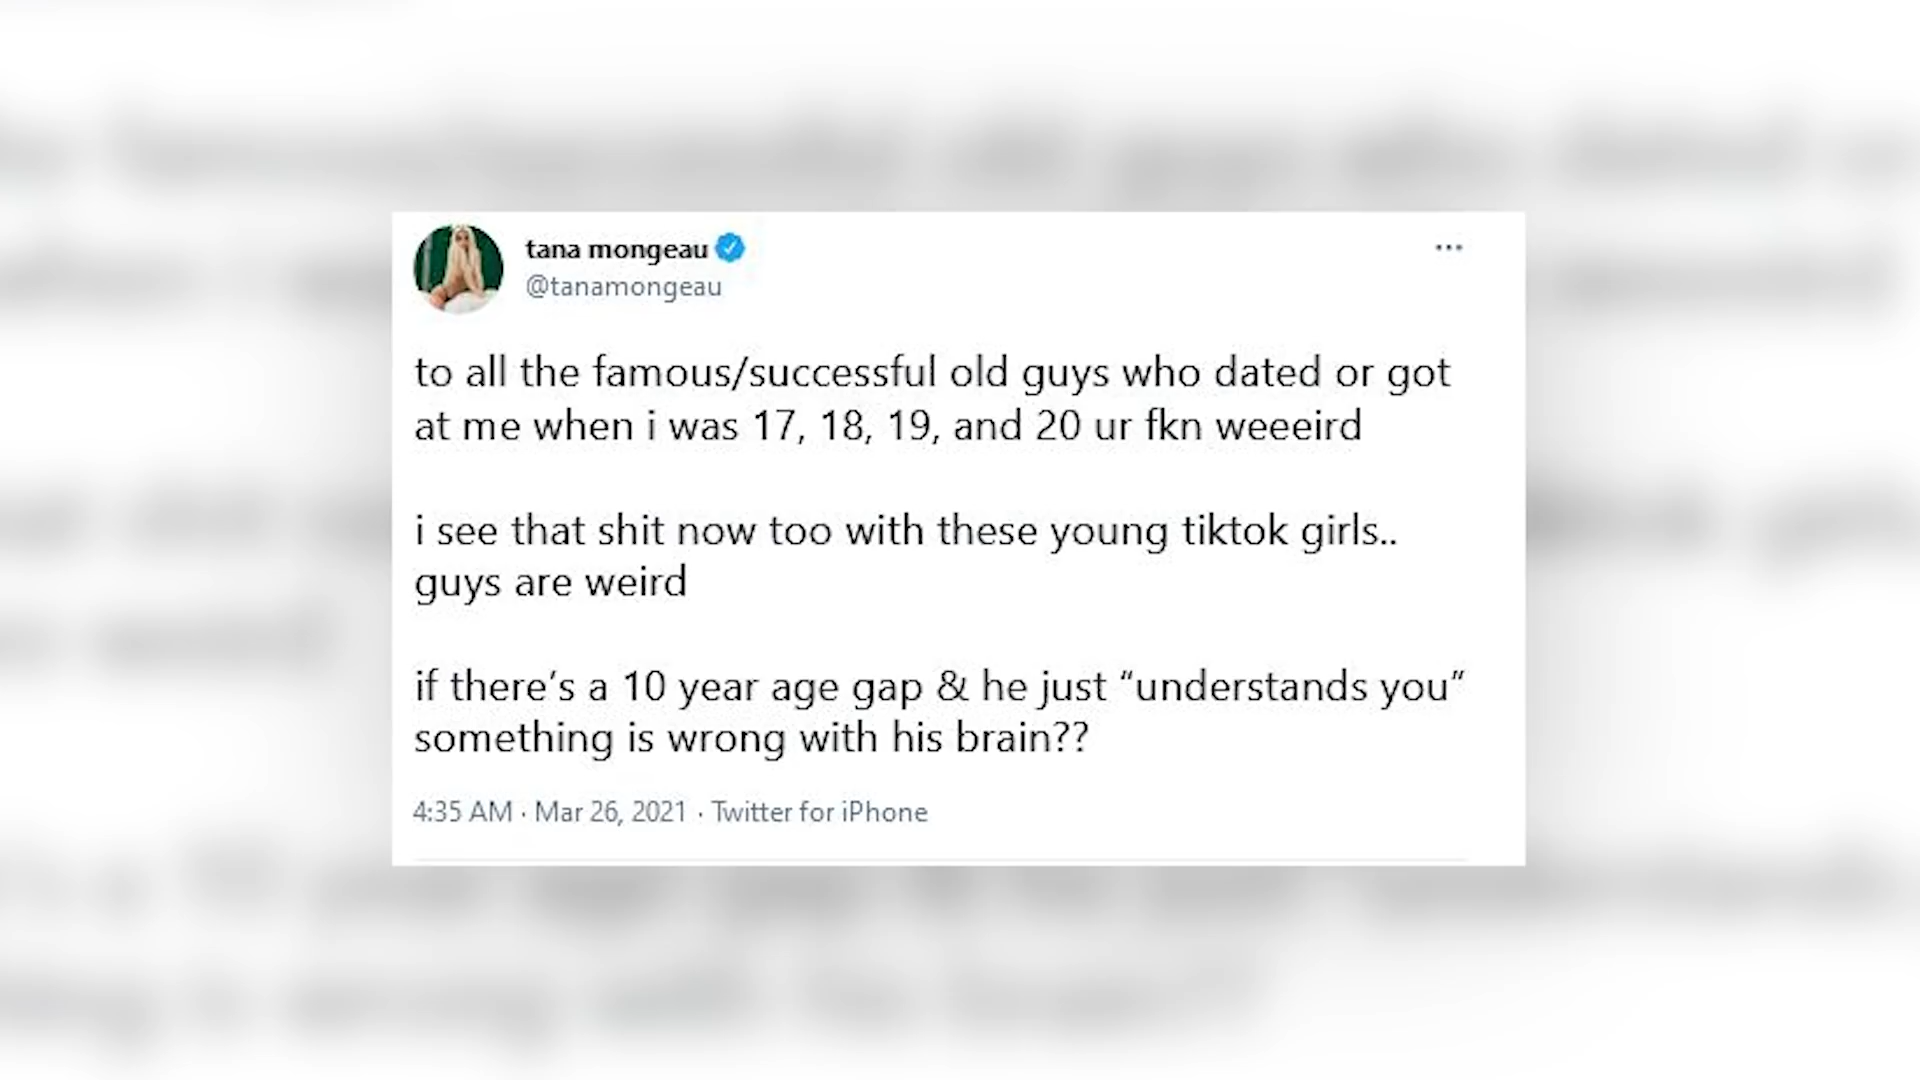 tana mongeau
@tanamongeau
to all the famous/successful old guys who dated or got
at me when i was 17, 18, 19, and 20 ur fkn weeeird
i see that shit now too with these young tiktok girls..
guys are weird
if there’s a 10 year age gap & he just “understands you”
something is wrong with his brain??
4:35 AM · Mar 26, 2021 · Twitter for iPhone